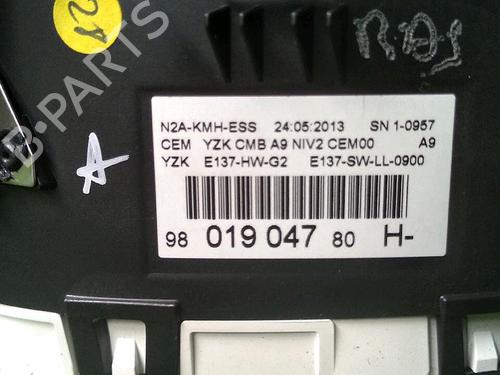 28
B-PARTS
N2A-KMH-ESS 24:05:2013 SN 1-0957
CEM YZK CMB A9 NIV2 CEM00 A9
YZK E137-HW-G2 E137-SW-LL-0900
98 019 047 80 H-
A